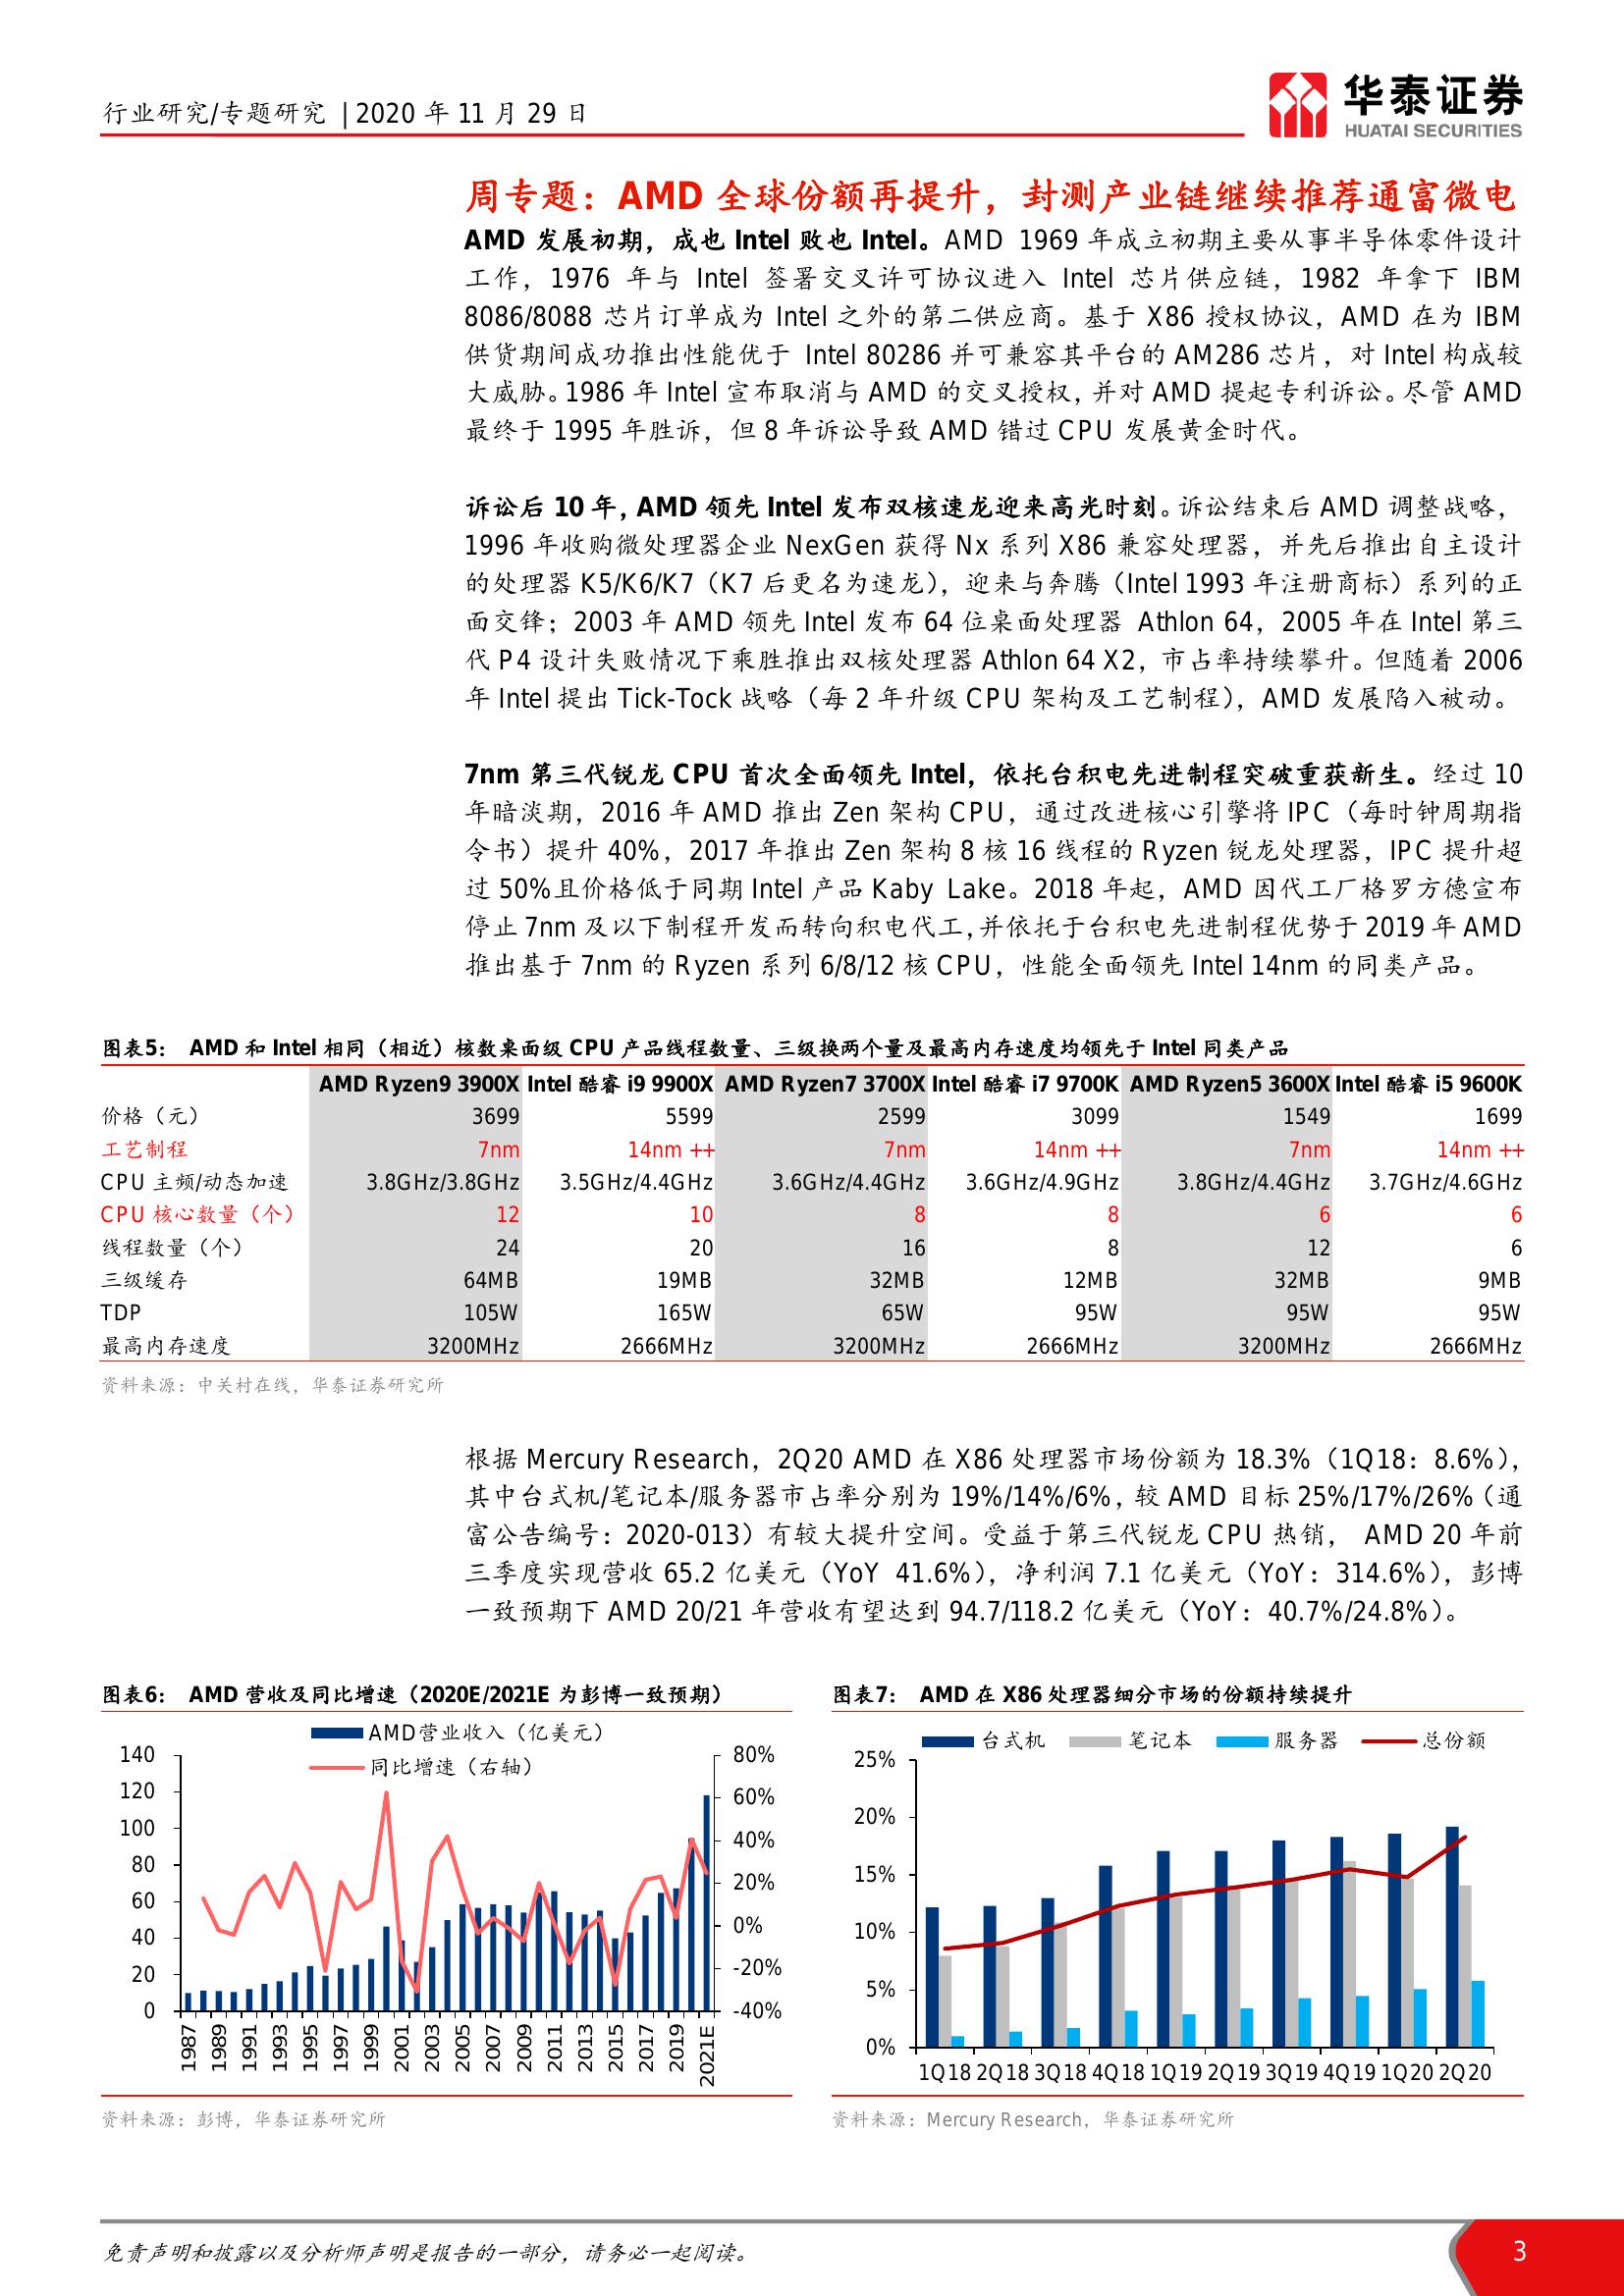 行业研究/专题研究 | 2020 年 11 月 29 日
华泰证券
HUATAI SECURITIES
周专题：AMD 全球份额再提升，封测产业链继续推荐通富微电
AMD 发展初期，成也 Intel 败也 Intel。AMD 1969 年成立初期主要从事半导体零件设计
工作，1976 年与 Intel 签署交叉许可协议进入 Intel 芯片供应链，1982 年拿下 IBM
8086/8088 芯片订单成为 Intel 之外的第二供应商。基于 X86 授权协议，AMD 在为 IBM
供货期间成功推出性能优于 Intel 80286 并可兼容其平台的 AM286 芯片，对 Intel 构成较
大威胁。1986 年 Intel 宣布取消与 AMD 的交叉授权，并对 AMD 提起专利诉讼。尽管 AMD
最终于 1995 年胜诉，但 8 年诉讼导致 AMD 错过 CPU 发展黄金时代。
诉讼后 10 年，AMD 领先 Intel 发布双核速龙迎来高光时刻。诉讼结束后 AMD 调整战略，
1996 年收购微处理器企业 NexGen 获得 Nx 系列 X86 兼容处理器，并先后推出自主设计
的处理器 K5/K6/K7（K7 后更名为速龙），迎来与奔腾（Intel 1993 年注册商标）系列的正
面交锋；2003 年 AMD 领先 Intel 发布 64 位桌面处理器 Athlon 64，2005 年在 Intel 第三
代 P4 设计失败情况下乘胜推出双核处理器 Athlon 64 X2，市占率持续攀升。但随着 2006
年 Intel 提出 Tick-Tock 战略（每 2 年升级 CPU 架构及工艺制程），AMD 发展陷入被动。
7nm 第三代锐龙 CPU 首次全面领先 Intel，依托台积电先进制程突破重获新生。经过 10
年暗淡期，2016 年 AMD 推出 Zen 架构 CPU，通过改进核心引擎将 IPC（每时钟周期指
令书）提升 40%，2017 年推出 Zen 架构 8 核 16 线程的 Ryzen 锐龙处理器，IPC 提升超
过 50%且价格低于同期 Intel 产品 Kaby Lake。2018 年起，AMD 因代工厂格罗方德宣布
停止 7nm 及以下制程开发而转向积电代工，并依托于台积电先进制程优势于 2019 年 AMD
推出基于 7nm 的 Ryzen 系列 6/8/12 核 CPU，性能全面领先 Intel 14nm 的同类产品。
图表5： AMD 和 Intel 相同（相近）核数桌面级 CPU 产品线程数量、三级换两个量及最高内存速度均领先于 Intel 同类产品
AMD Ryzen9 3900X Intel 酷睿 i9 9900X AMD Ryzen7 3700X Intel 酷睿 i7 9700K AMD Ryzen5 3600X Intel 酷睿 i5 9600K
价格（元） 3699 5599 2599 3099 1549 1699
工艺制程 7nm 14nm ++ 7nm 14nm ++ 7nm 14nm ++
CPU 主频/动态加速 3.8GHz/3.8GHz 3.5GHz/4.4GHz 3.6GHz/4.4GHz 3.6GHz/4.9GHz 3.8GHz/4.4GHz 3.7GHz/4.6GHz
CPU 核心数量（个） 12 10 8 8 6 6
线程数量（个） 24 20 16 8 12 6
三级缓存 64MB 19MB 32MB 12MB 32MB 9MB
TDP 105W 165W 65W 95W 95W 95W
最高内存速度 3200MHz 2666MHz 3200MHz 2666MHz 3200MHz 2666MHz
资料来源：中关村在线，华泰证券研究所
根据 Mercury Research，2Q20 AMD 在 X86 处理器市场份额为 18.3%（1Q18：8.6%），
其中台式机/笔记本/服务器市占率分别为 19%/14%/6%，较 AMD 目标 25%/17%/26%（通
富公告编号：2020-013）有较大提升空间。受益于第三代锐龙 CPU 热销， AMD 20 年前
三季度实现营收 65.2 亿美元（YoY 41.6%），净利润 7.1 亿美元（YoY：314.6%），彭博
一致预期下 AMD 20/21 年营收有望达到 94.7/118.2 亿美元（YoY：40.7%/24.8%）。
图表6： AMD 营收及同比增速（2020E/2021E 为彭博一致预期）
AMD营业收入（亿美元）
同比增速（右轴）
140 80%
120 60%
100 40%
80 20%
60 0%
40 -20%
20 -40%
0
1987 1989 1991 1993 1995 1997 1999 2001 2003 2005 2007 2009 2011 2013 2015 2017 2019 2021E
资料来源：彭博，华泰证券研究所
图表7： AMD 在 X86 处理器细分市场的份额持续提升
台式机 笔记本 服务器 总份额
25%
20%
15%
10%
5%
0%
1Q18 2Q18 3Q18 4Q18 1Q19 2Q19 3Q19 4Q19 1Q20 2Q20
资料来源：Mercury Research，华泰证券研究所
免责声明和披露以及分析师声明是报告的一部分，请务必一起阅读。
3